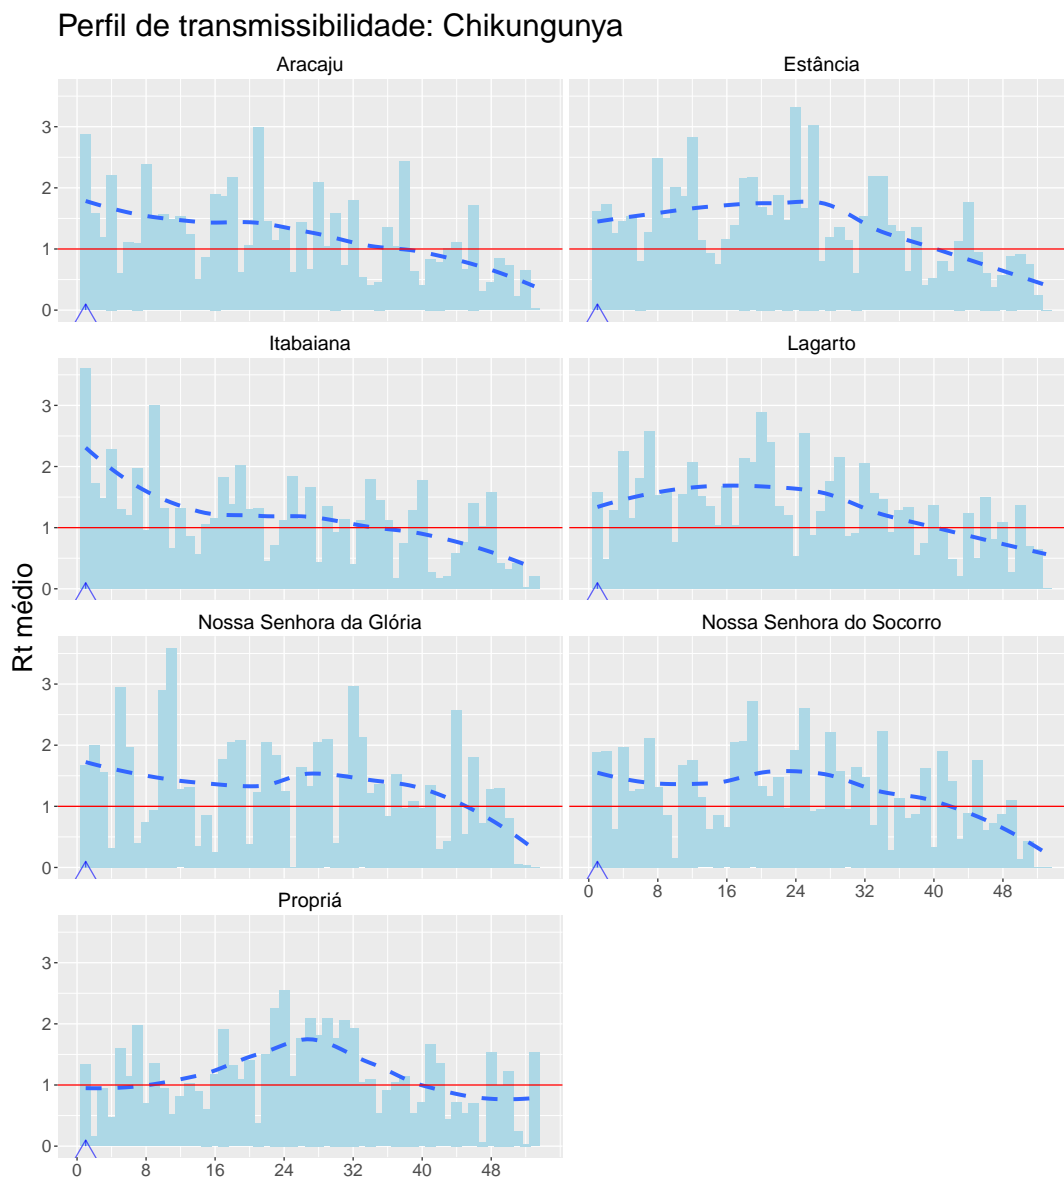 Perfil de transmissibilidade: Chikungunya
Aracaju
Estância
3
2
1
0
Itabaiana
Lagarto
3
2
1
0
Rt médio
Nossa Senhora da Glória
Nossa Senhora do Socorro
3
2
1
0
0 8 16 24 32 40 48
Propriá
3
2
1
0
0 8 16 24 32 40 48